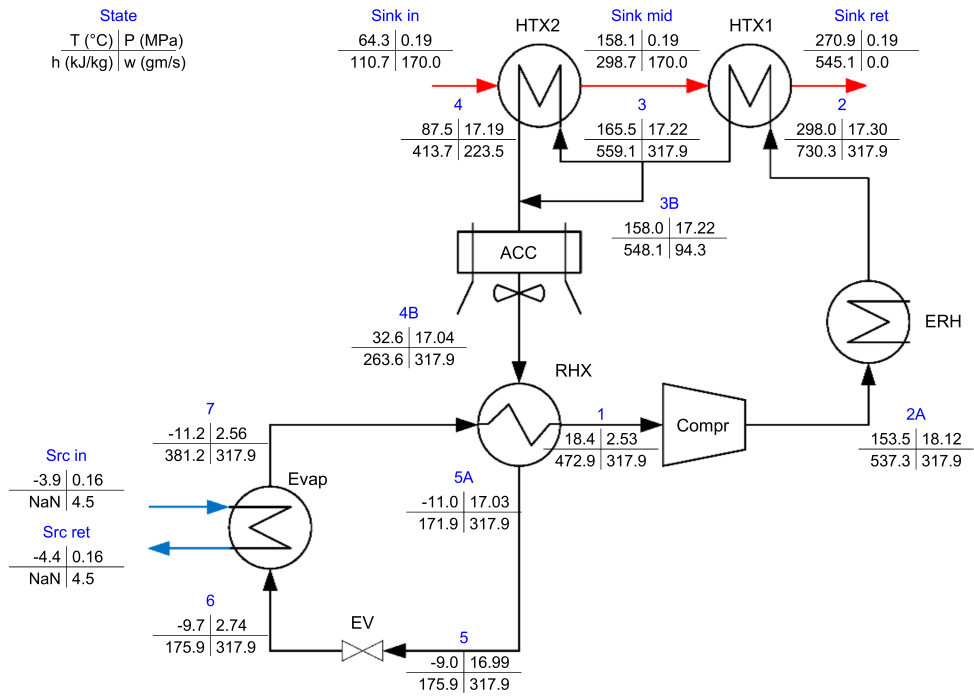 State
T (°C) P (MPa)
h (kJ/kg) w (gm/s)
Sink in
64.3 0.19
110.7 170.0
HTX2
Sink mid
158.1 0.19
298.7 170.0
HTX1
Sink ret
270.9 0.19
545.1 0.0
4
87.5 17.19
413.7 223.5
3
165.5 17.22
559.1 317.9
2
298.0 17.30
730.3 317.9
3B
158.0 17.22
548.1 94.3
ACC
4B
32.6 17.04
263.6 317.9
ERH
RHX
7
-11.2 2.56
381.2 317.9
1
18.4 2.53
472.9 317.9
Compr
2A
153.5 18.12
537.3 317.9
Src in
-3.9 0.16
NaN 4.5
Evap
5A
-11.0 17.03
171.9 317.9
Src ret
-4.4 0.16
NaN 4.5
6
-9.7 2.74
175.9 317.9
EV
5
-9.0 16.99
175.9 317.9